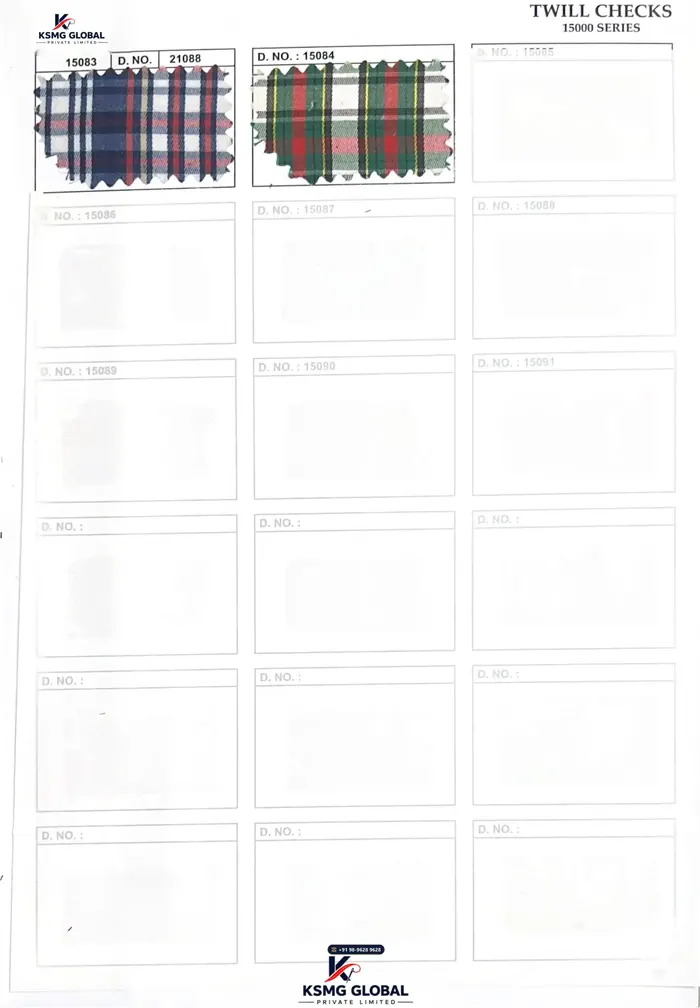 KSMG GLOBAL
PRIVATE LIMITED
TWILL CHECKS
15000 SERIES
15083 D. NO. 21088
D. NO. : 15084
D. NO. : 15085
D. NO. : 15086
D. NO. : 15087
D. NO. : 15088
D. NO. : 15089
D. NO. : 15090
D. NO. : 15091
D. NO. :
D. NO. :
D. NO. :
D. NO. :
D. NO. :
D. NO. :
D. NO. :
D. NO. :
D. NO. :
+91 98-9628 9628
KSMG GLOBAL
PRIVATE LIMITED